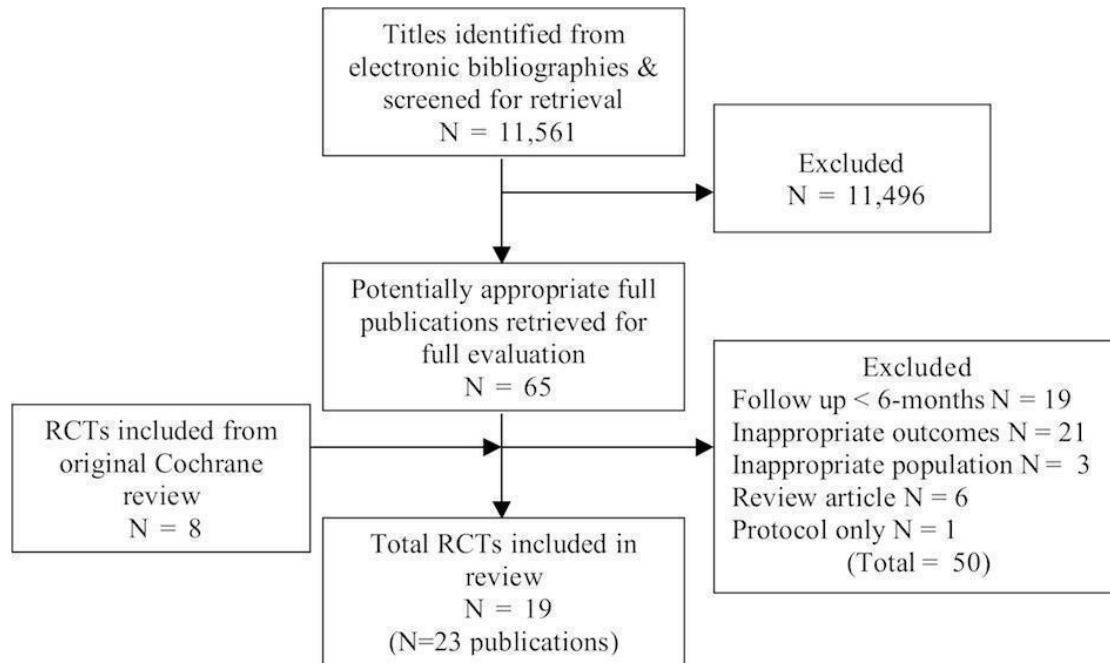 Titles identified from
electronic bibliographies &
screened for retrieval
N = 11,561
Excluded
N = 11,496
Potentially appropriate full
publications retrieved for
full evaluation
N = 65
Excluded
Follow up < 6-months N = 19
Inappropriate outcomes N = 21
Inappropriate population N = 3
Review article N = 6
Protocol only N = 1
(Total = 50)
RCTs included from
original Cochrane
review
N = 8
Total RCTs included in
review
N = 19
(N=23 publications)